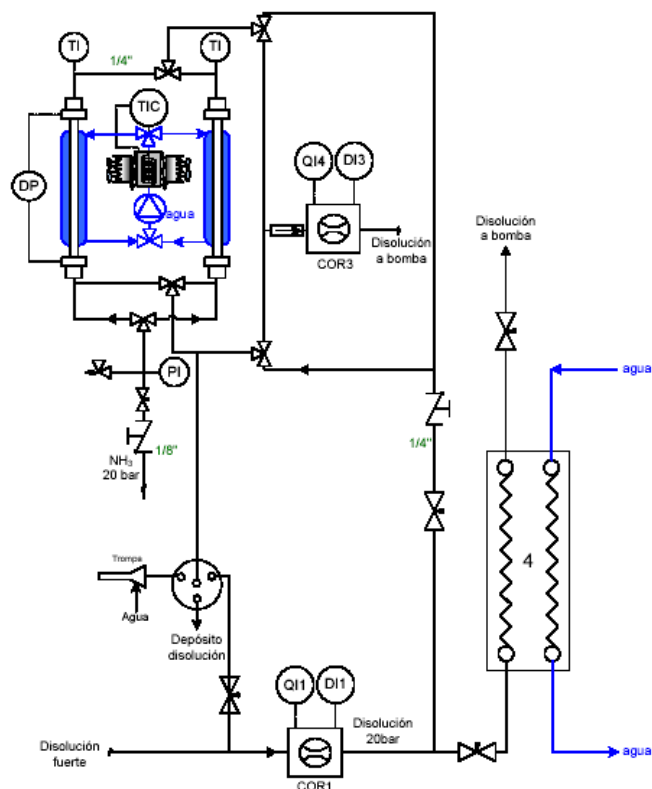 TI
TI
1/4"
TIC
DP
agua
QI4
DI3
Disolución
a bomba
COR3
Disolución
a bomba
PI
1/8"
NH₃
20 bar
1/4"
agua
4
Trompa
Agua
Depósito
disolución
QI1
DI1
Disolución
20bar
Disolución
fuerte
COR1
agua